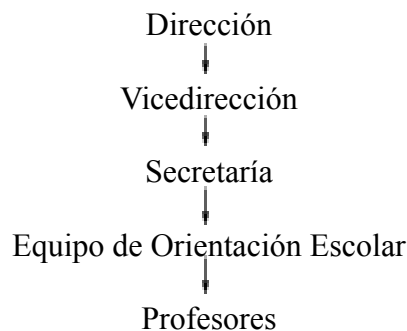 Dirección
Vicedirección
Secretaría
Equipo de Orientación Escolar
Profesores